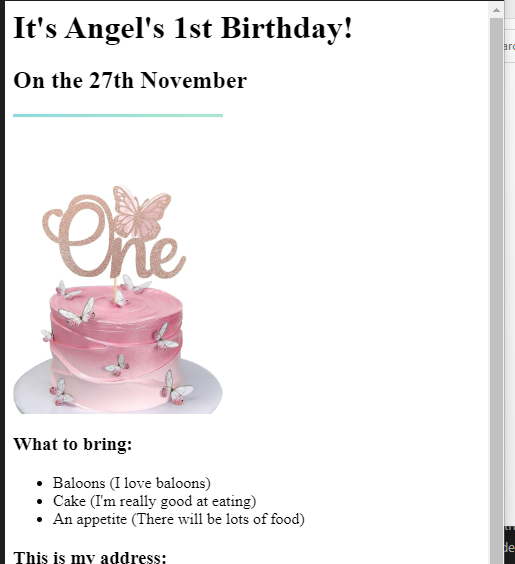 It's Angel's 1st Birthday!
On the 27th November
One
What to bring:
Baloons (I love baloons)
Cake (I'm really good at eating)
An appetite (There will be lots of food)
This is my address: